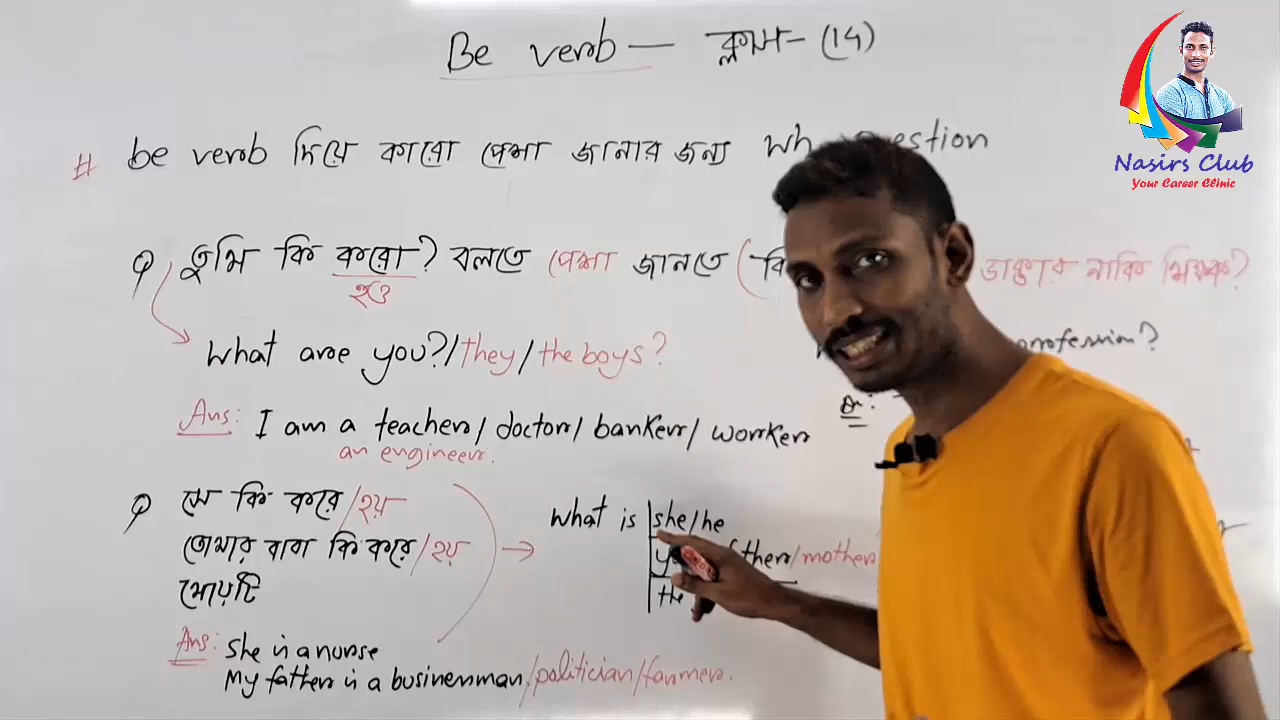 Be verb — ক্লাস - (14)
Nasirs Club
Your Career Clinic
# be verb দিয়ে কারো পেশা জানার জন্য Wh
Q তুমি কি করো? বলতে পেশা জানতে ( ডাক্তার নাকি শিক্ষক?
হও
What are you?/they/the boys?
profession?
Ans: I am a teacher/ doctor/ banker/ worker
an engineer.
Q সে কি করে/হয়
তোমার বাবা কি করে/হয়
মেয়েটি
What is she/he
/mother
the
Ans: She is a nurse
My father is a businessman/politician/farmer.